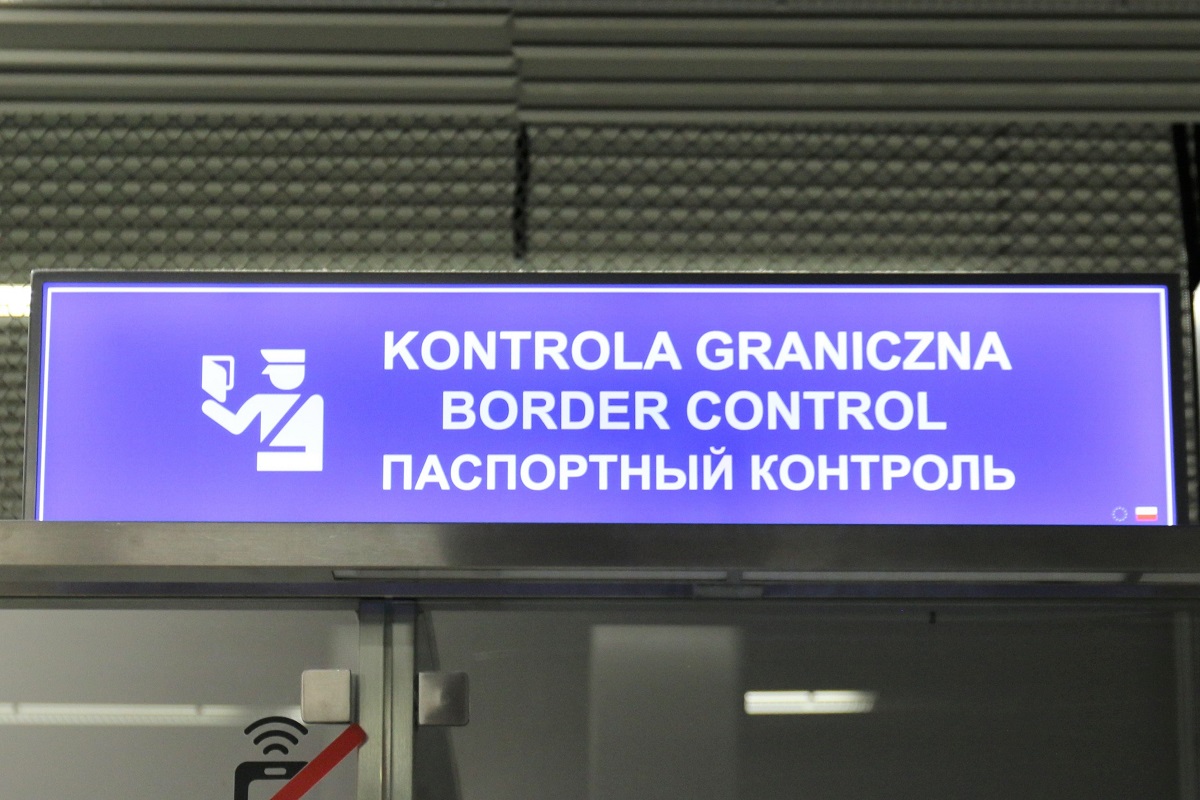 KONTROLA GRANICZNA
BORDER CONTROL
ПАСПОРТНЫЙ КОНТРОЛЬ